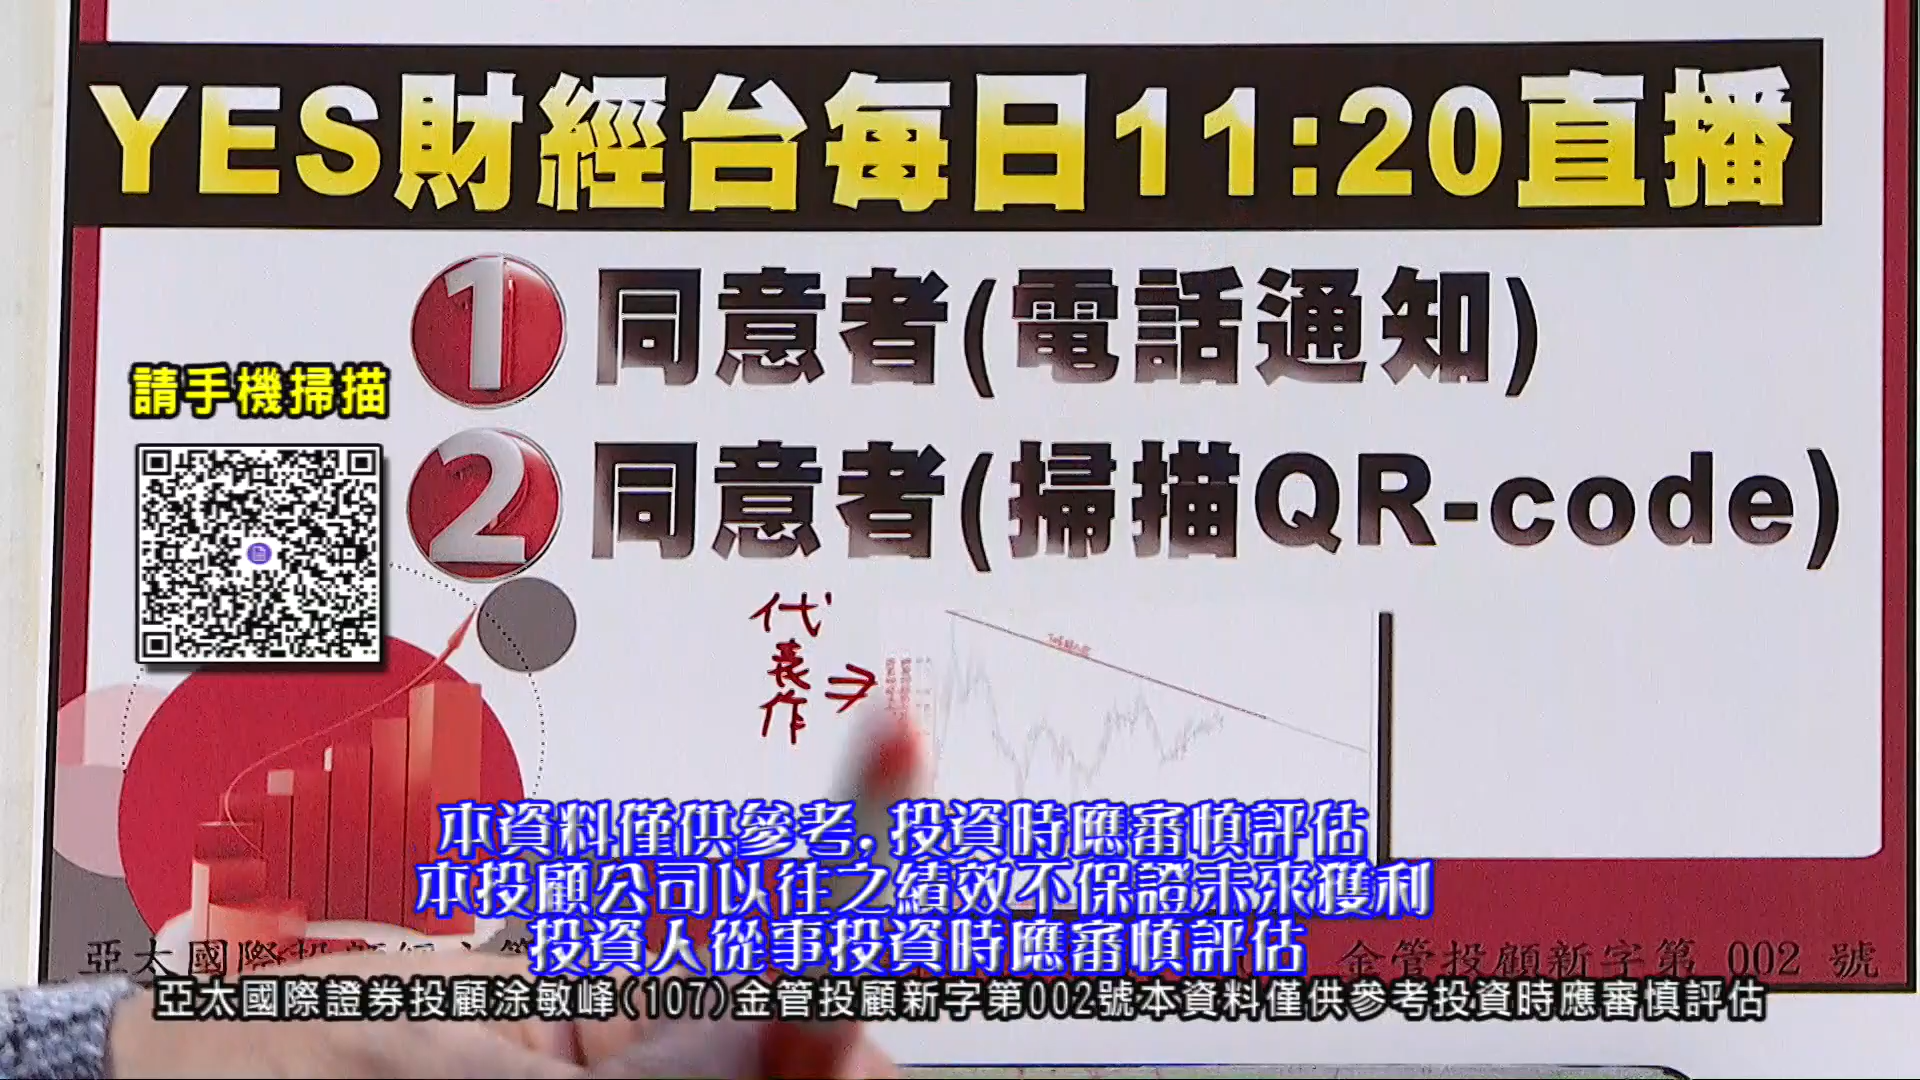 YES財經台每日11:20直播
1 同意者(電話通知)
請手機掃描
2 同意者(掃描QR-code)
代表作⇒
本資料僅供參考,投資時應審慎評估
本投顧公司以往之績效不保證未來獲利
投資人從事投資時應審慎評估
亞太國際投顧
金管投顧新字第 002 號
亞太國際證券投顧涂敏峰(107)金管投顧新字第002號本資料僅供參考投資時應審慎評估